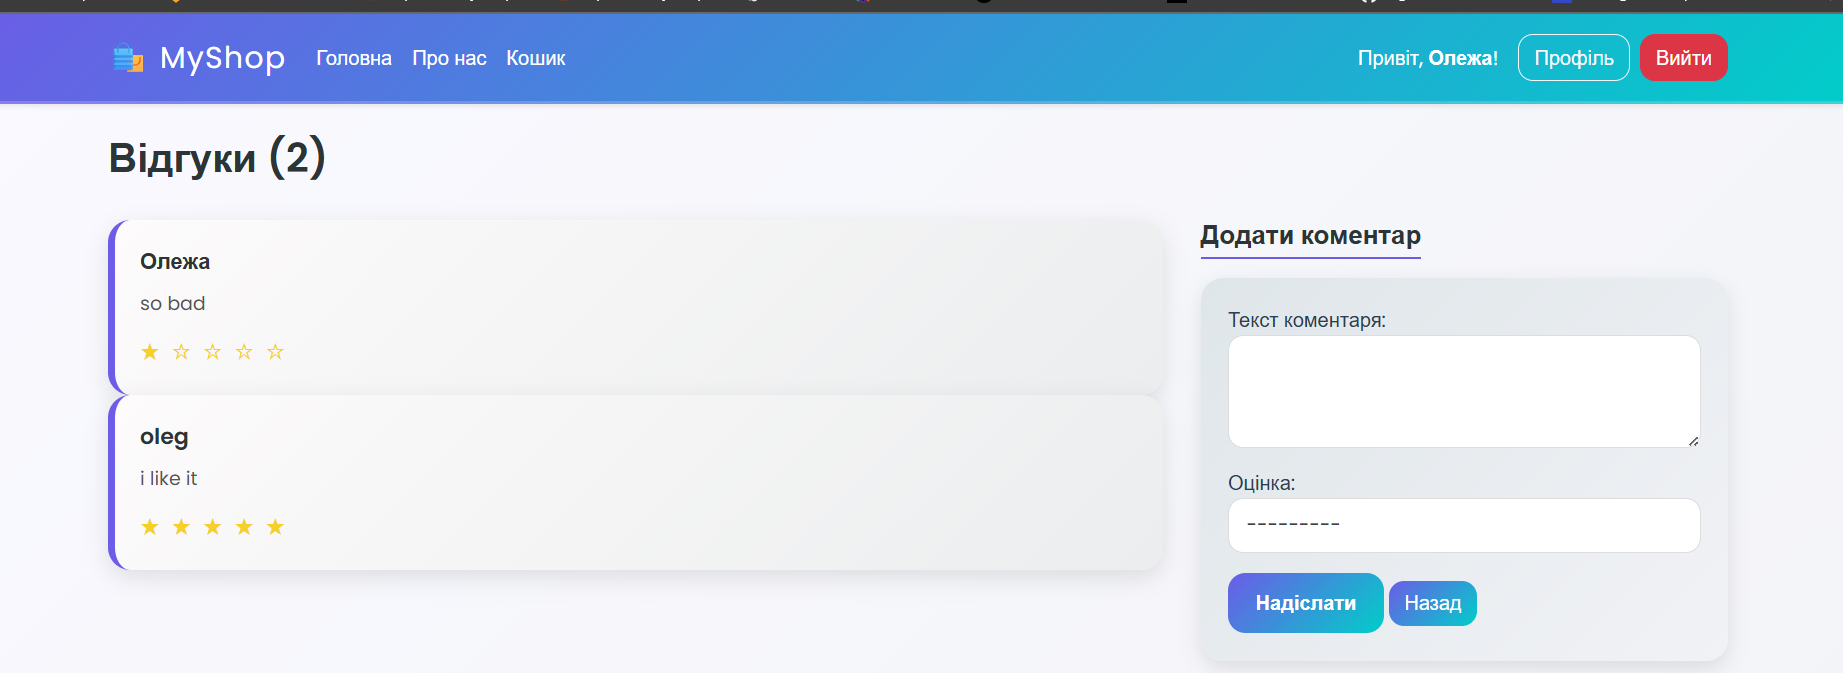 MyShop Головна Про нас Кошик Привіт, Олежа! Профіль Вийти
Відгуки (2)
Олежа
so bad
oleg
i like it
Додати коментар
Текст коментаря:
Оцінка:
---------
Надіслати Назад